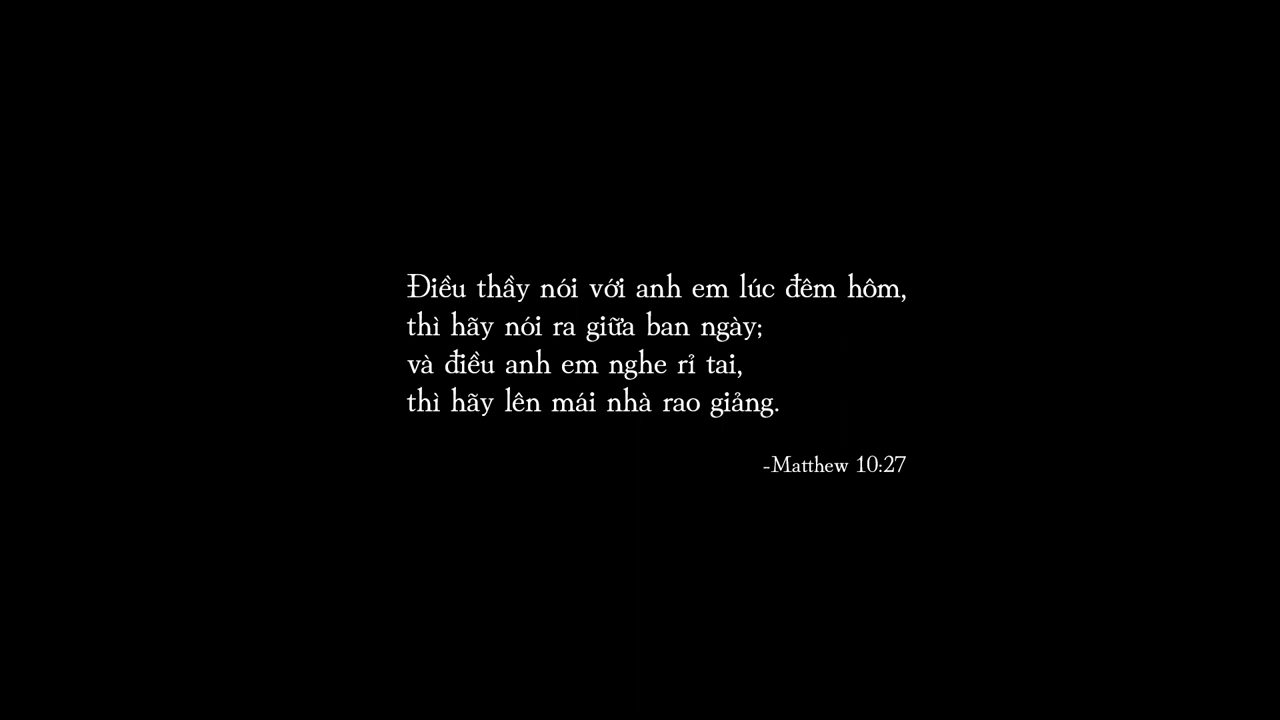 Điều thầy nói với anh em lúc đêm hôm,
thì hãy nói ra giữa ban ngày;
và điều anh em nghe rỉ tai,
thì hãy lên mái nhà rao giảng.
-Matthew 10:27